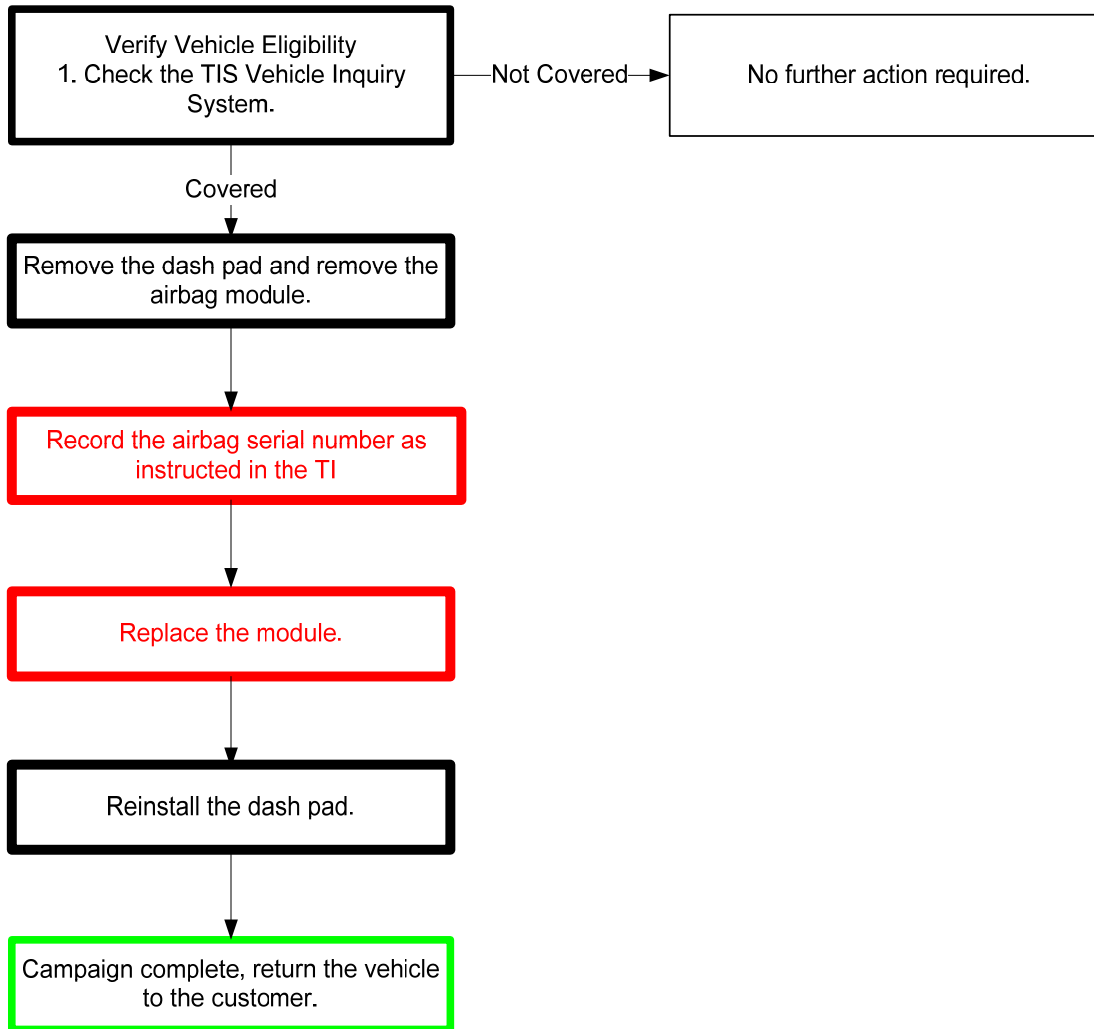 Verify Vehicle Eligibility
1. Check the TIS Vehicle Inquiry
System.
Not Covered
No further action required.
Covered
Remove the dash pad and remove the
airbag module.
Record the airbag serial number as
instructed in the TI
Replace the module.
Reinstall the dash pad.
Campaign complete, return the vehicle
to the customer.